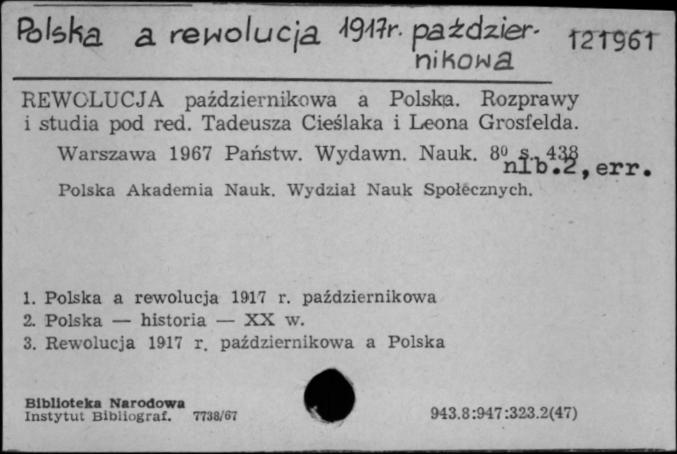 Polska a rewolucja 1917r. paździer-
nikowa
121961
REWOLUCJA październikowa a Polska. Rozprawy
i studia pod red. Tadeusza Cieślaka i Leona Grosfelda.
Warszawa 1967 Państw. Wydawn. Nauk. 8⁰ s. 438
nlb.2, err.
Polska Akademia Nauk. Wydział Nauk Społecznych.
1. Polska a rewolucja 1917 r. październikowa
2. Polska — historia — XX w.
3. Rewolucja 1917 r. październikowa a Polska
Biblioteka Narodowa
Instytut Bibliograf. 7738/67
943.8:947:323.2(47)